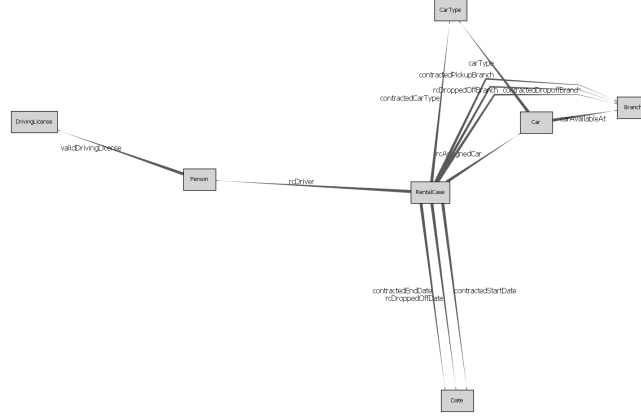 CarType
carType
contractedPickupBranch
rcDroppedOffBranch
contractedDropoffBranch
contractedCarType
Branch
DrivingLicense
Car
carAvailableAt
validDrivingLicense
rcAssignedCar
Person
rcDriver
RentalCase
contractedEndDate
contractedStartDate
rcDroppedOffDate
Date